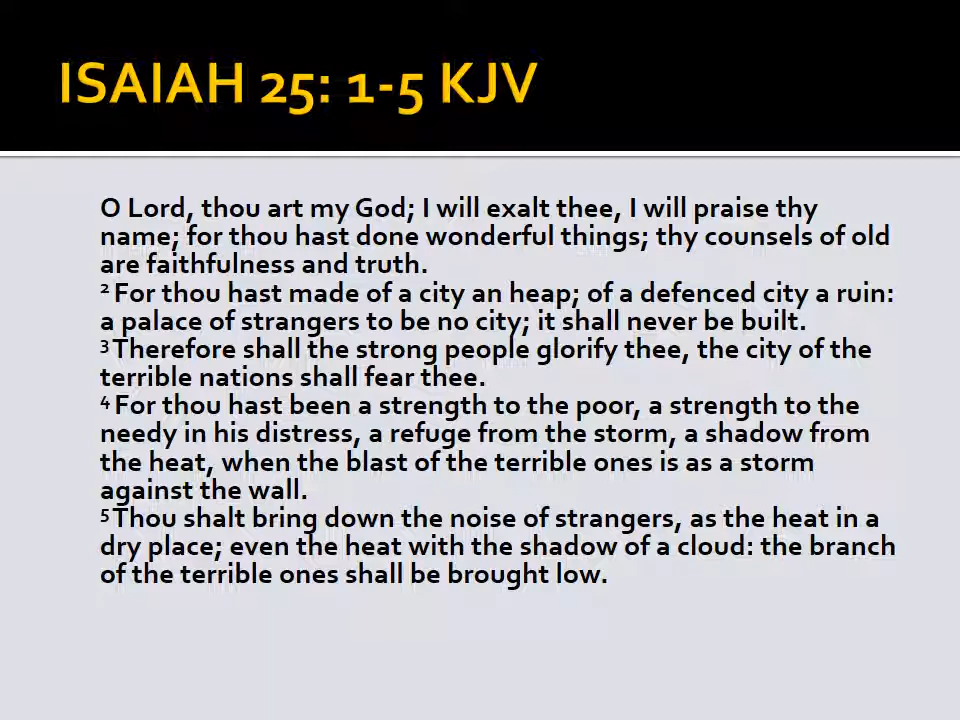 ISAIAH 25: 1-5 KJV
O Lord, thou art my God; I will exalt thee, I will praise thy
name; for thou hast done wonderful things; thy counsels of old
are faithfulness and truth.
² For thou hast made of a city an heap; of a defenced city a ruin:
a palace of strangers to be no city; it shall never be built.
³ Therefore shall the strong people glorify thee, the city of the
terrible nations shall fear thee.
⁴ For thou hast been a strength to the poor, a strength to the
needy in his distress, a refuge from the storm, a shadow from
the heat, when the blast of the terrible ones is as a storm
against the wall.
⁵ Thou shalt bring down the noise of strangers, as the heat in a
dry place; even the heat with the shadow of a cloud: the branch
of the terrible ones shall be brought low.